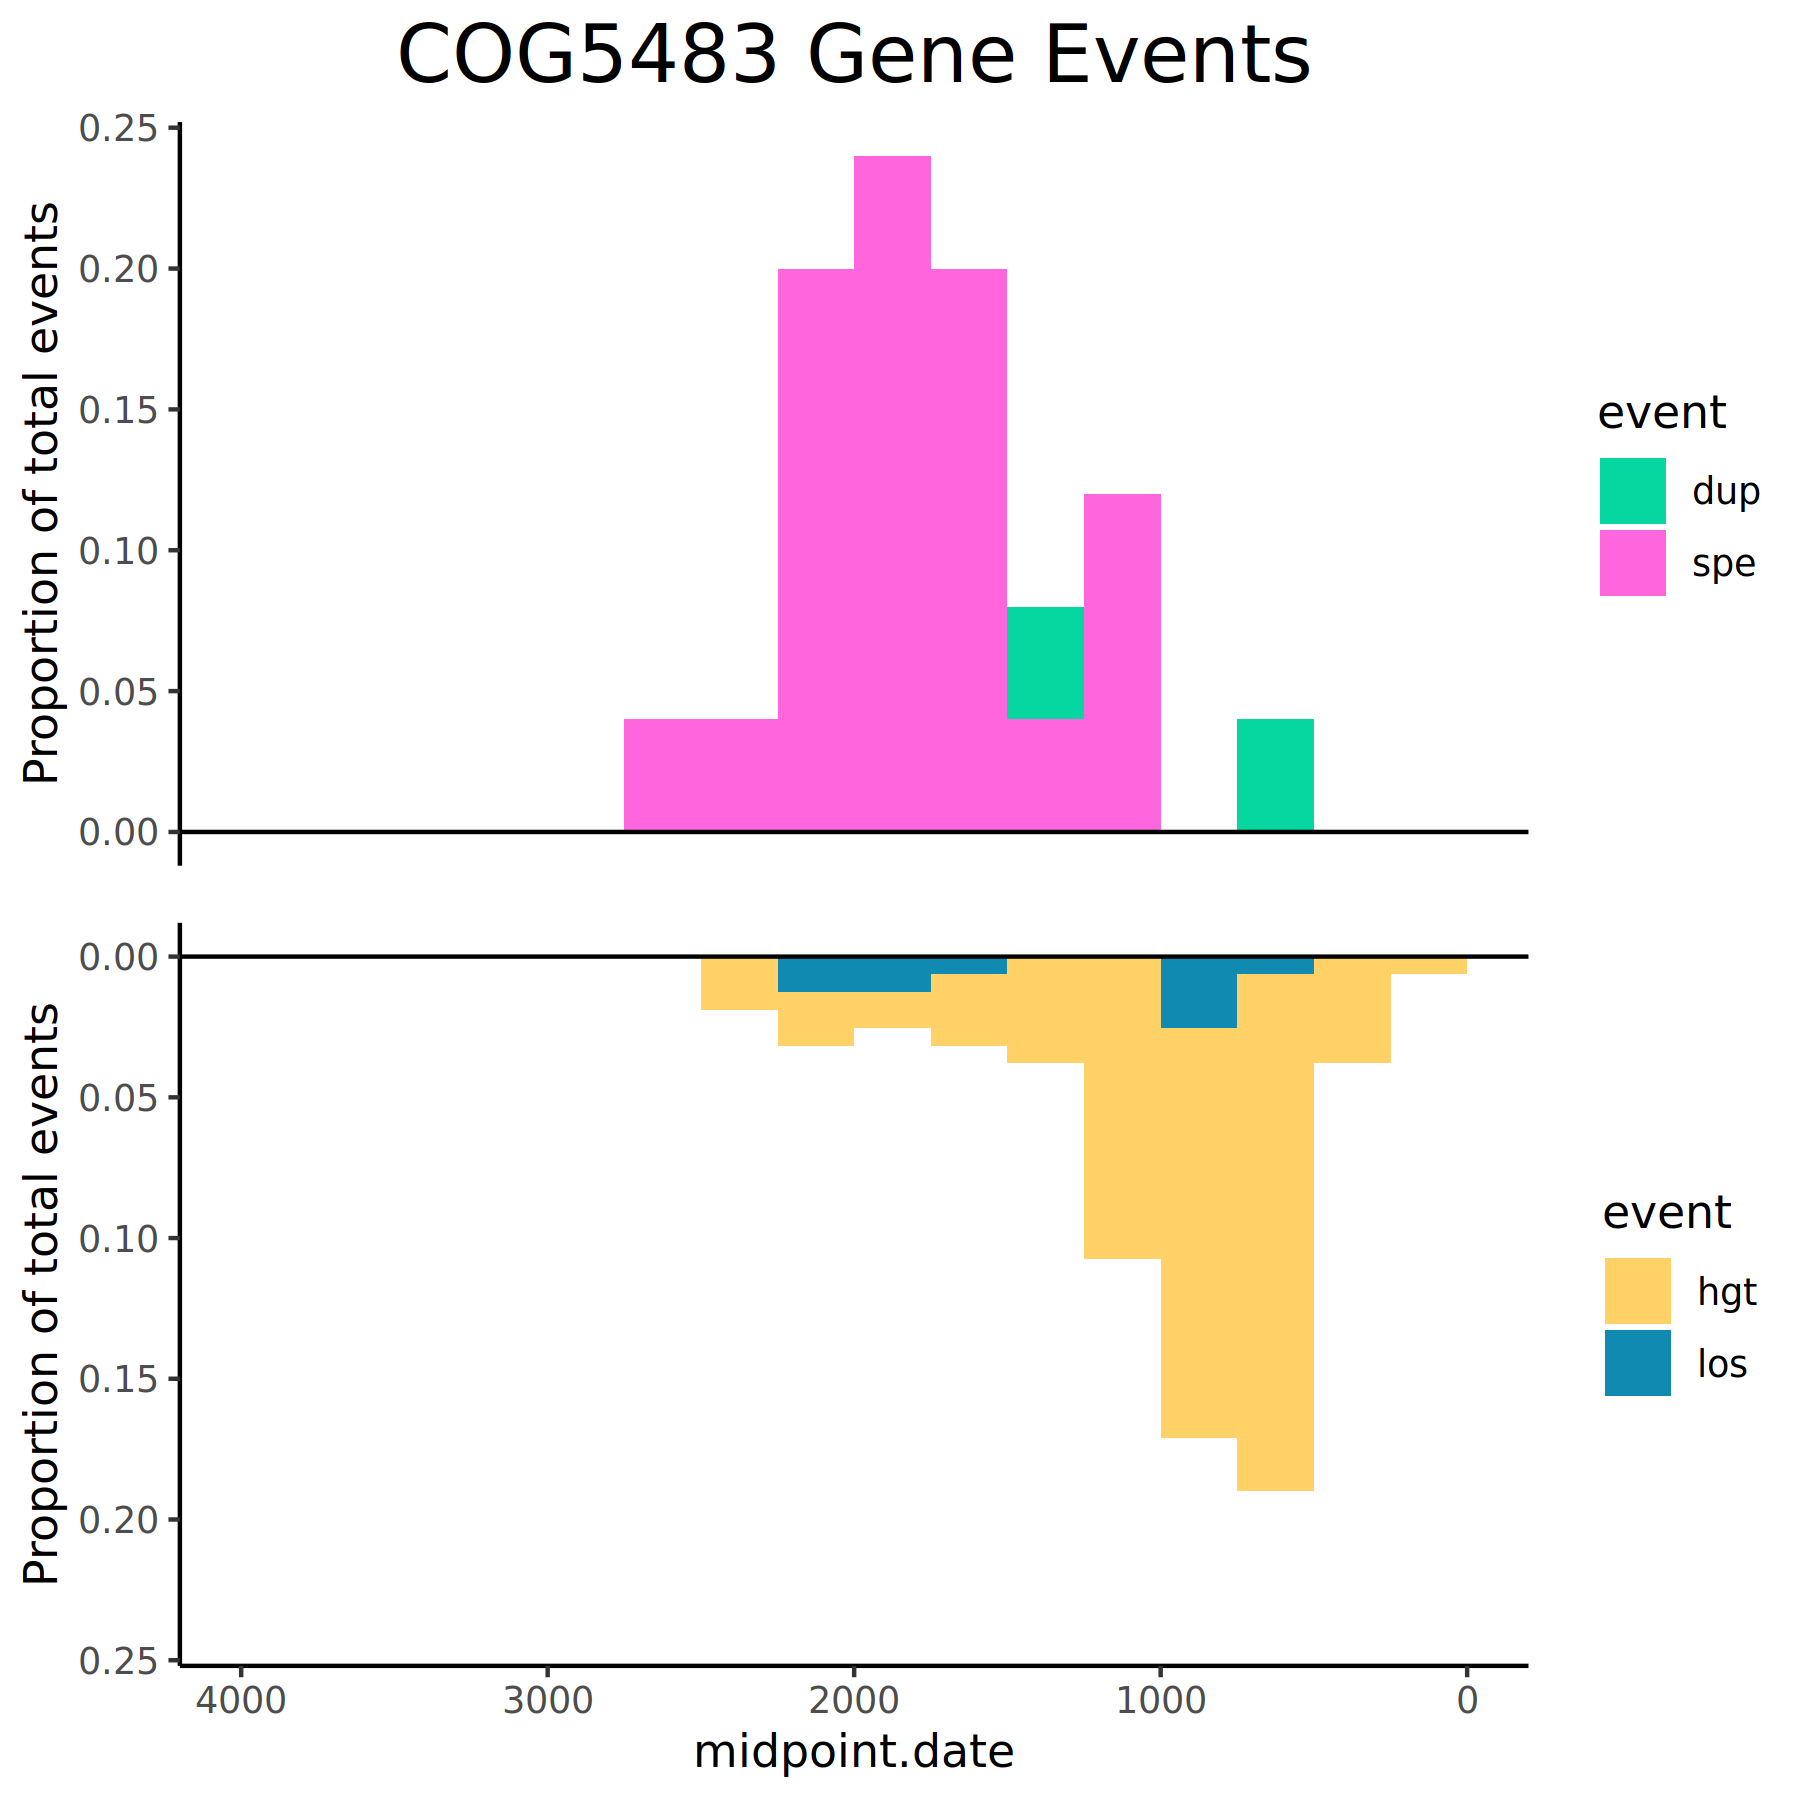 COG5483 Gene Events
0.25
0.20
0.15
0.10
0.05
0.00
Proportion of total events
event
dup
spe
0.00
0.05
0.10
0.15
0.20
0.25
Proportion of total events
event
hgt
los
4000 3000 2000 1000 0
midpoint.date